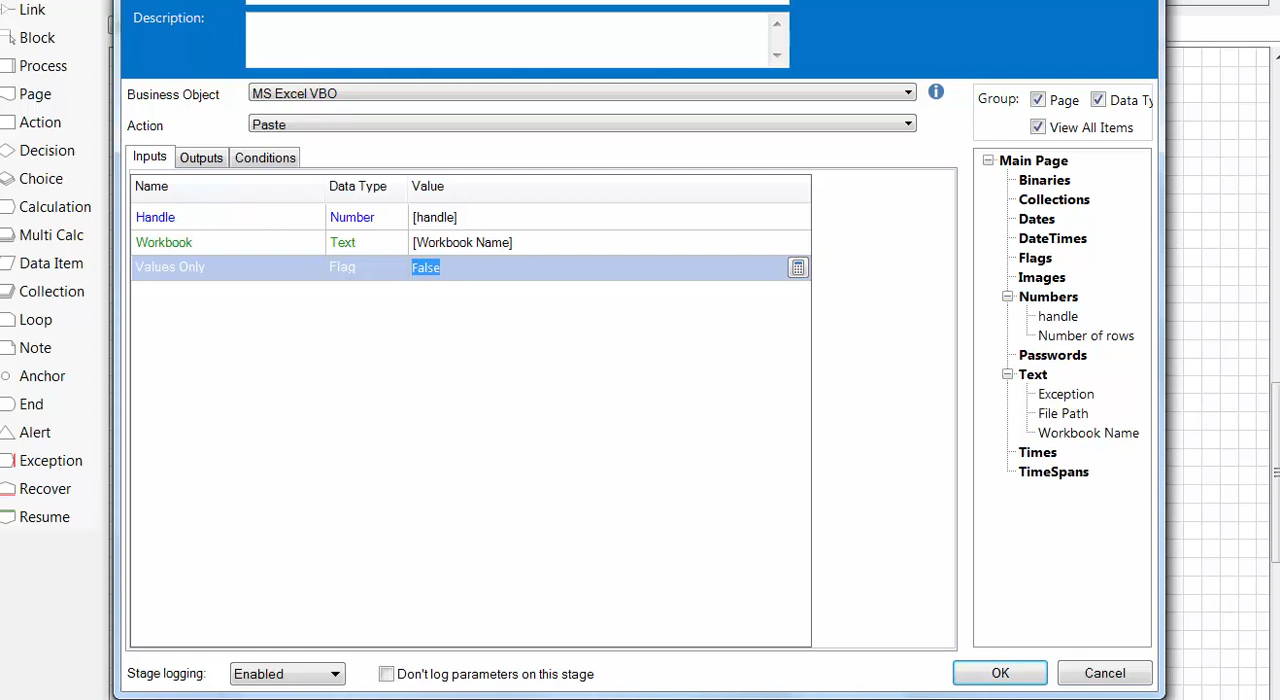 Link
Block
Process
Page
Action
Decision
Choice
Calculation
Multi Calc
Data Item
Collection
Loop
Note
Anchor
End
Alert
Exception
Recover
Resume
Description:
Business Object MS Excel VBO
Action Paste
Inputs Outputs Conditions
Name Data Type Value
Handle Number [handle]
Workbook Text [Workbook Name]
Values Only Flag False
Stage logging: Enabled Don't log parameters on this stage
Group: Page Data Ty
View All Items
Main Page
Binaries
Collections
Dates
DateTimes
Flags
Images
Numbers
handle
Number of rows
Passwords
Text
Exception
File Path
Workbook Name
Times
TimeSpans
OK Cancel